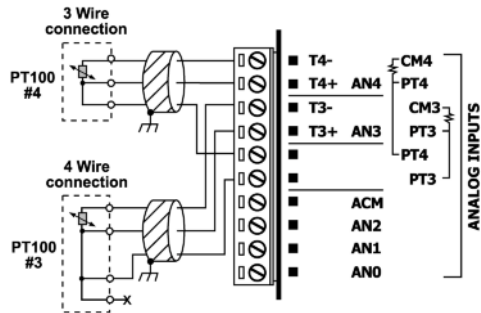 3 Wire
connection
PT100
#4
4 Wire
connection
PT100
#3
T4- CM4
T4+ AN4 PT4
T3- CM3
T3+ AN3 PT3
PT4
PT3
ACM
AN2
AN1
AN0
ANALOG INPUTS